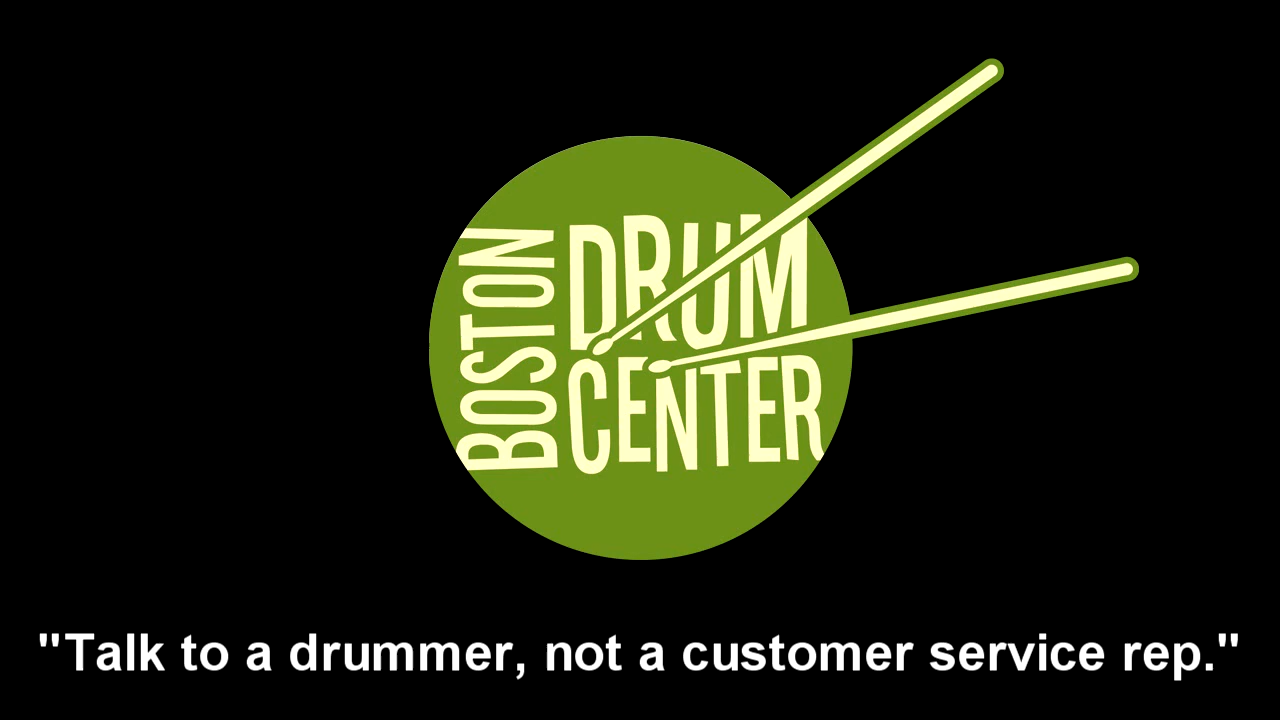 BOSTON
DRUM
CENTER
"Talk to a drummer, not a customer service rep."